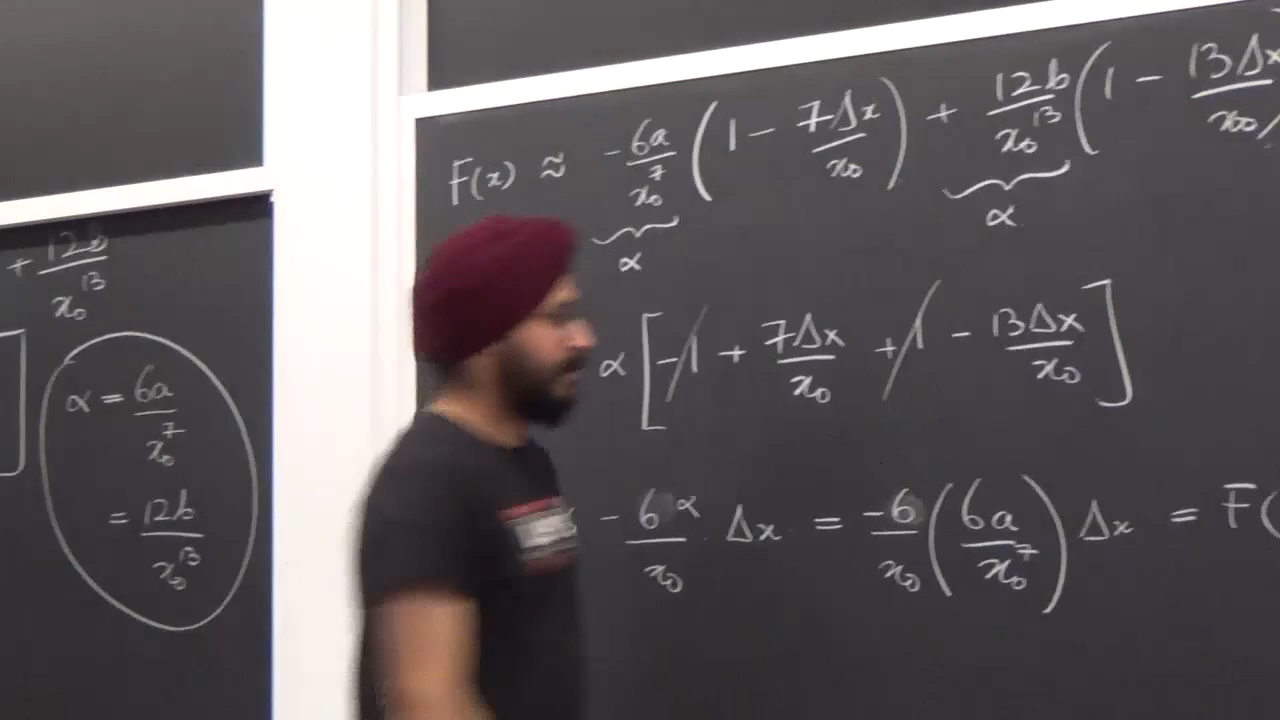 + 12b/x₀¹³
α = 6a/x₀⁷
= 12b/x₀¹³
F(x) ≈ -6a/x₀⁷ (1 - 7Δx/x₀) + 12b/x₀¹³ (1 - 13Δx/x₀)
α α
α [-1 + 7Δx/x₀ + 1 - 13Δx/x₀]
- 6α/x₀ · Δx = -6/x₀ (6a/x₀⁷) Δx = F(